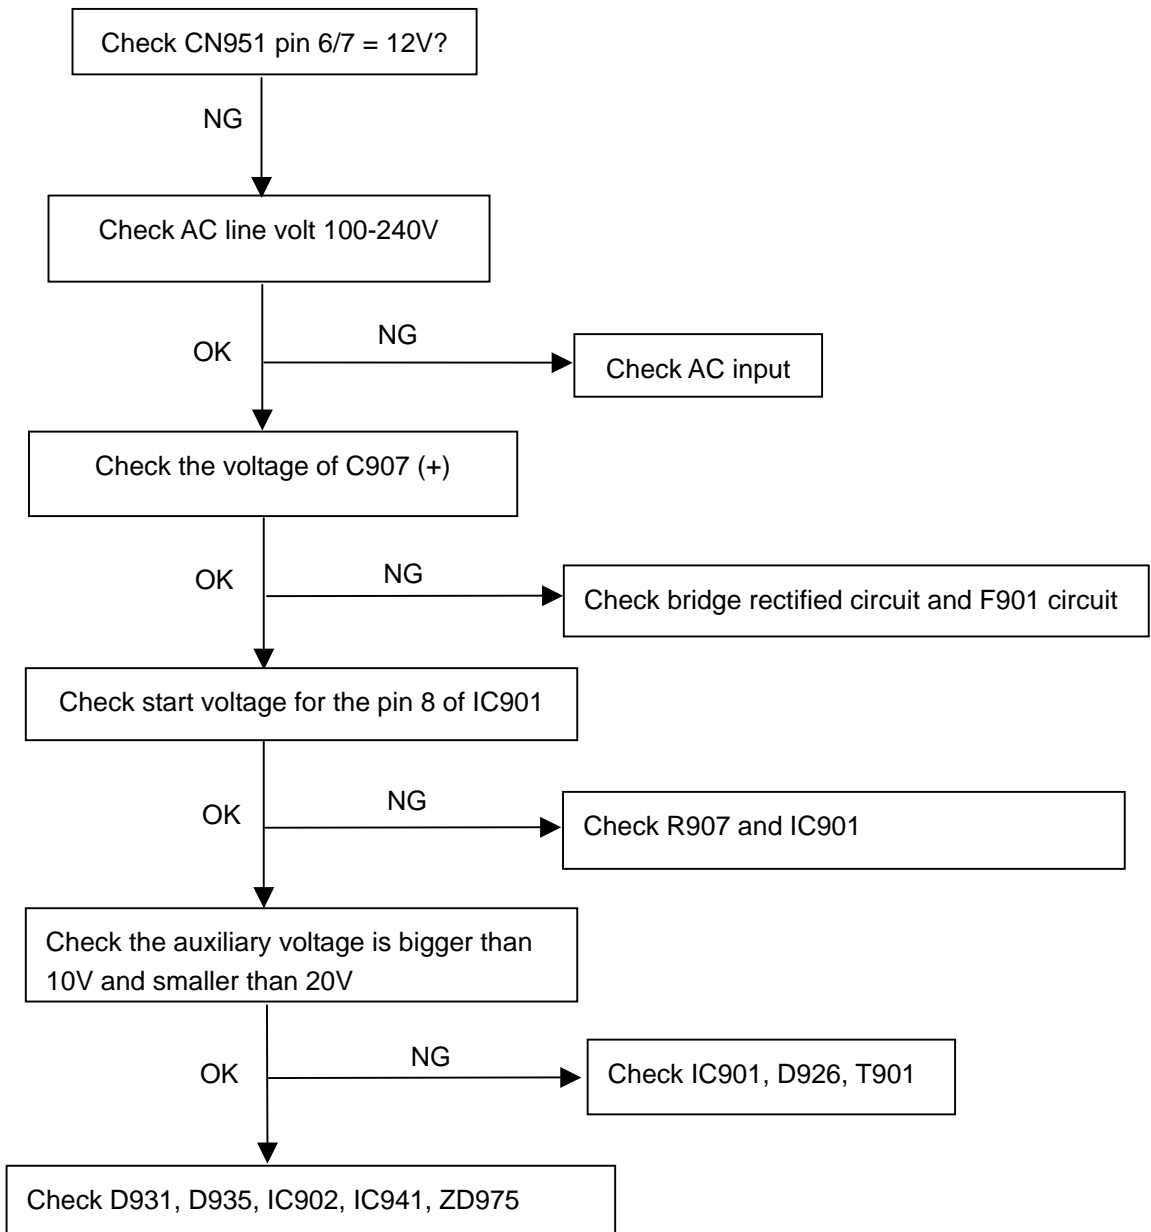 Check CN951 pin 6/7 = 12V?
NG
Check AC line volt 100-240V
OK
NG
Check AC input
Check the voltage of C907 (+)
OK
NG
Check bridge rectified circuit and F901 circuit
Check start voltage for the pin 8 of IC901
OK
NG
Check R907 and IC901
Check the auxiliary voltage is bigger than
10V and smaller than 20V
OK
NG
Check IC901, D926, T901
Check D931, D935, IC902, IC941, ZD975